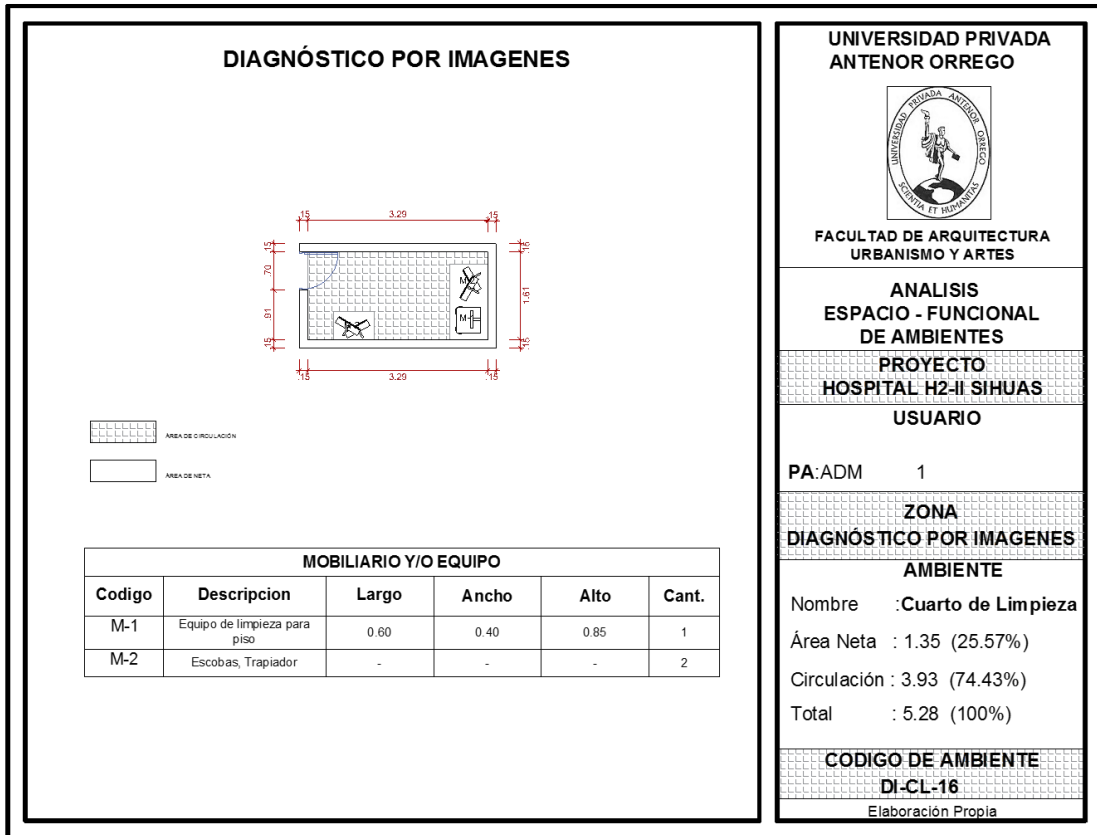 DIAGNÓSTICO POR IMAGENES
.15
3.29
.15
.15
.70
.91
.15
.15
1.61
.15
M-2
M-1
.15
3.29
.15
ÁREA DE CIRCULACIÓN
ÁREA DE NETA
MOBILIARIO Y/O EQUIPO
Codigo Descripcion Largo Ancho Alto Cant.
M-1 Equipo de limpieza para piso 0.60 0.40 0.85 1
M-2 Escobas, Trapiador - - - 2
UNIVERSIDAD PRIVADA
ANTENOR ORREGO
UNIVERSIDAD PRIVADA ANTENOR ORREGO
SCIENTIA ET HUMANITAS
FACULTAD DE ARQUITECTURA
URBANISMO Y ARTES
ANALISIS
ESPACIO - FUNCIONAL
DE AMBIENTES
PROYECTO
HOSPITAL H2-II SIHUAS
USUARIO
PA:ADM 1
ZONA
DIAGNÓSTICO POR IMAGENES
AMBIENTE
Nombre :Cuarto de Limpieza
Área Neta : 1.35 (25.57%)
Circulación : 3.93 (74.43%)
Total : 5.28 (100%)
CODIGO DE AMBIENTE
DI-CL-16
Elaboración Propia